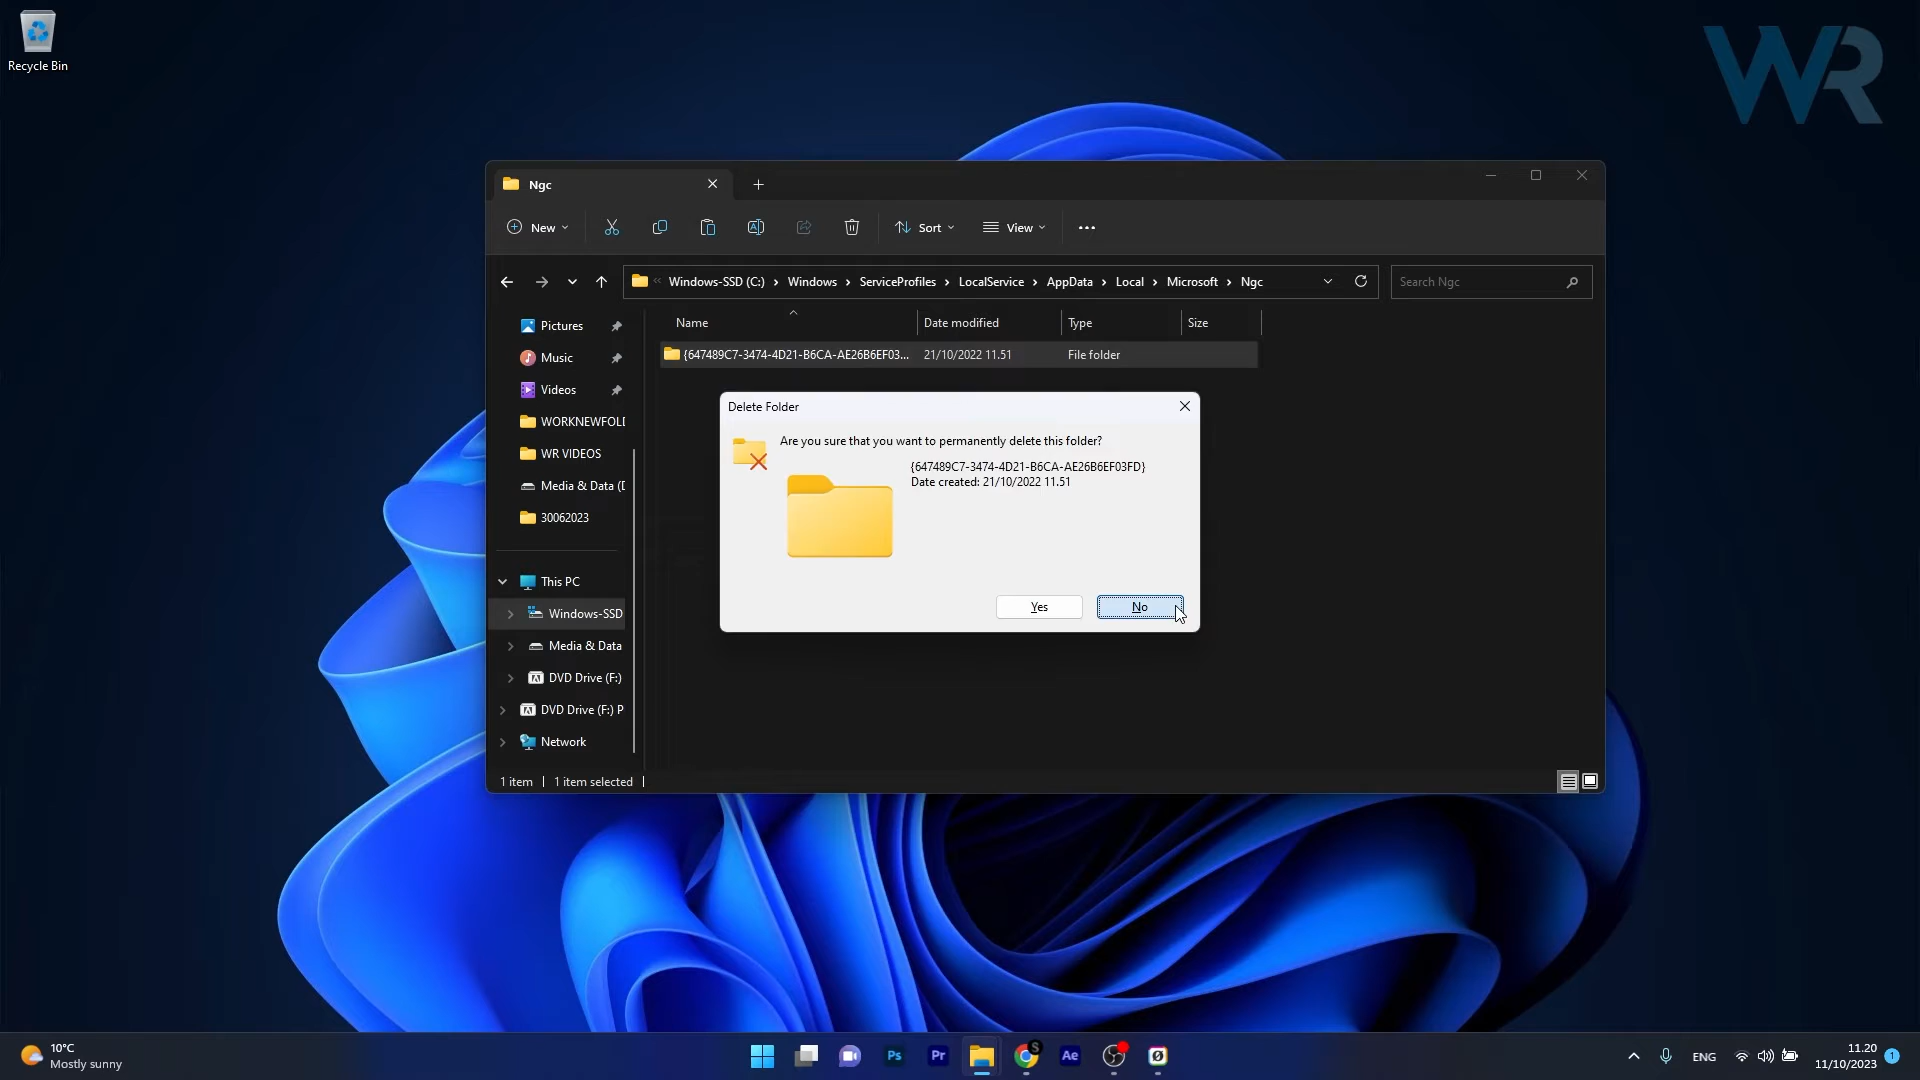 Recycle Bin
WR
Ngc
New
Sort
View
Windows-SSD (C:) Windows ServiceProfiles LocalService AppData Local Microsoft Ngc
Search Ngc
Pictures
Music
Videos
WORKNEWFOLD
WR VIDEOS
Media & Data (D
30062023
This PC
Windows-SSD
Media & Data
DVD Drive (F:)
DVD Drive (F:) P
Network
Name Date modified Type Size
{647489C7-3474-4D21-B6CA-AE26B6EF03... 21/10/2022 11.51 File folder
Delete Folder
Are you sure that you want to permanently delete this folder?
{647489C7-3474-4D21-B6CA-AE26B6EF03FD}
Date created: 21/10/2022 11.51
Yes No
1 item 1 item selected
10°C
Mostly sunny
Ps
Pr
S
Ae
ENG
11.20
11/10/2023
1